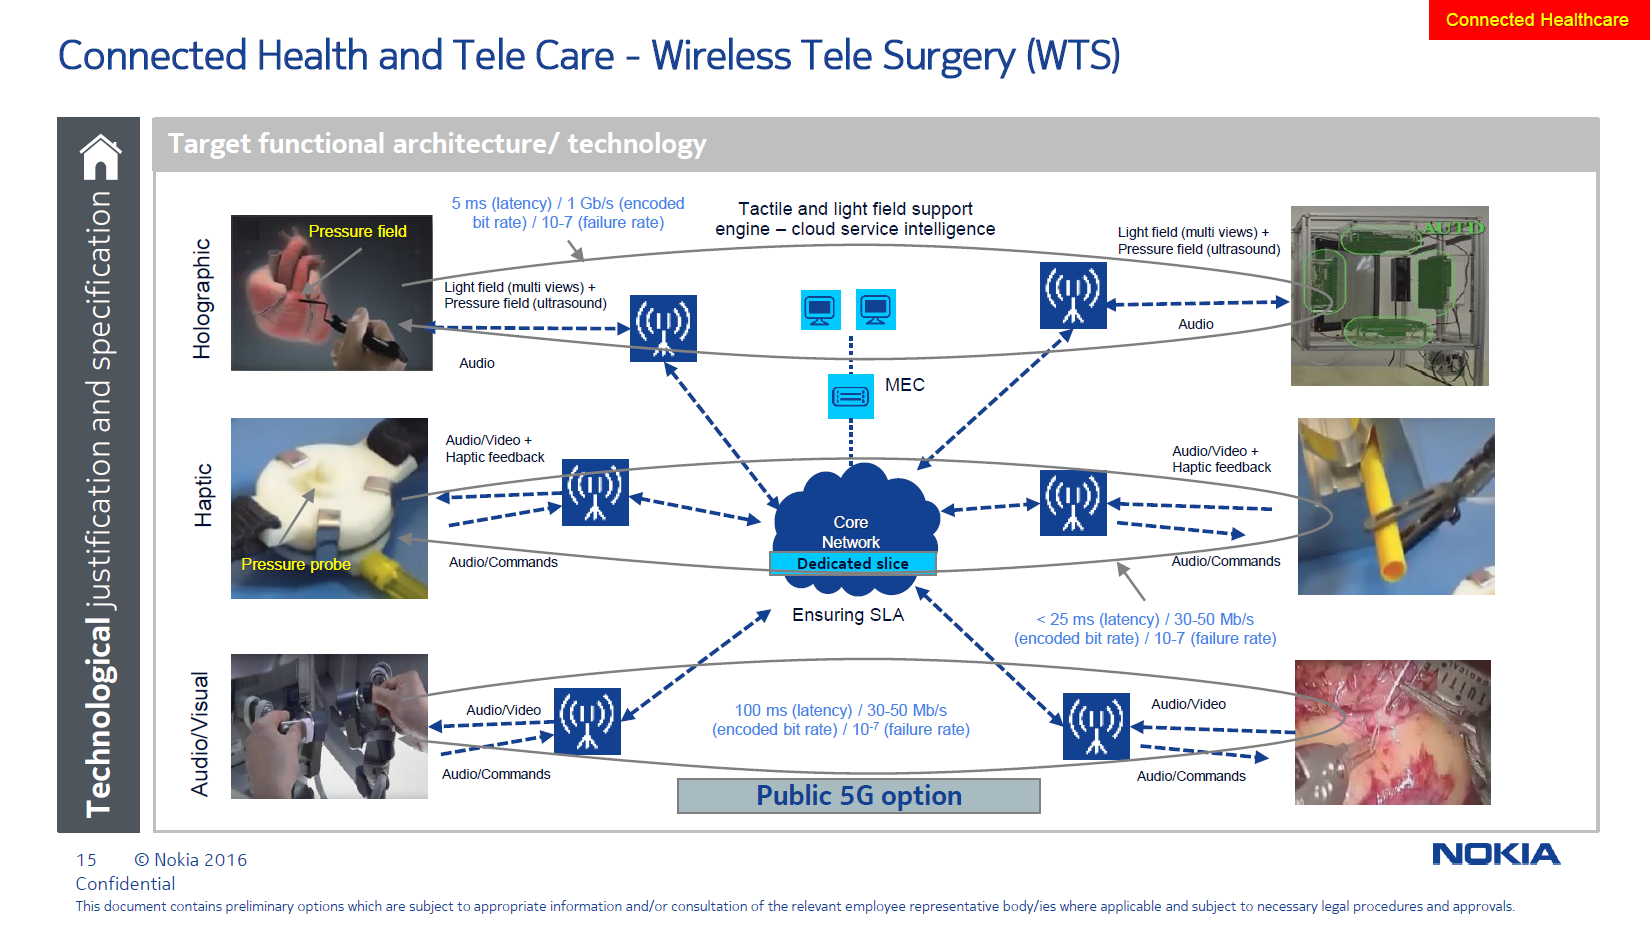 Connected Healthcare
Connected Health and Tele Care - Wireless Tele Surgery (WTS)
Technological justification and specification
Target functional architecture/ technology
Holographic
Pressure field
5 ms (latency) / 1 Gb/s (encoded
bit rate) / 10-7 (failure rate)
Tactile and light field support
engine – cloud service intelligence
Light field (multi views) +
Pressure field (ultrasound)
AUTD
Light field (multi views) +
Pressure field (ultrasound)
Audio
Audio
MEC
Haptic
Pressure probe
Audio/Video +
Haptic feedback
Audio/Commands
Core
Network
Dedicated slice
Ensuring SLA
Audio/Video +
Haptic feedback
Audio/Commands
< 25 ms (latency) / 30-50 Mb/s
(encoded bit rate) / 10-7 (failure rate)
Audio/Visual
Audio/Video
Audio/Commands
100 ms (latency) / 30-50 Mb/s
(encoded bit rate) / 10-7 (failure rate)
Audio/Video
Audio/Commands
Public 5G option
15 © Nokia 2016
Confidential
NOKIA
This document contains preliminary options which are subject to appropriate information and/or consultation of the relevant employee representative body/ies where applicable and subject to necessary legal procedures and approvals.